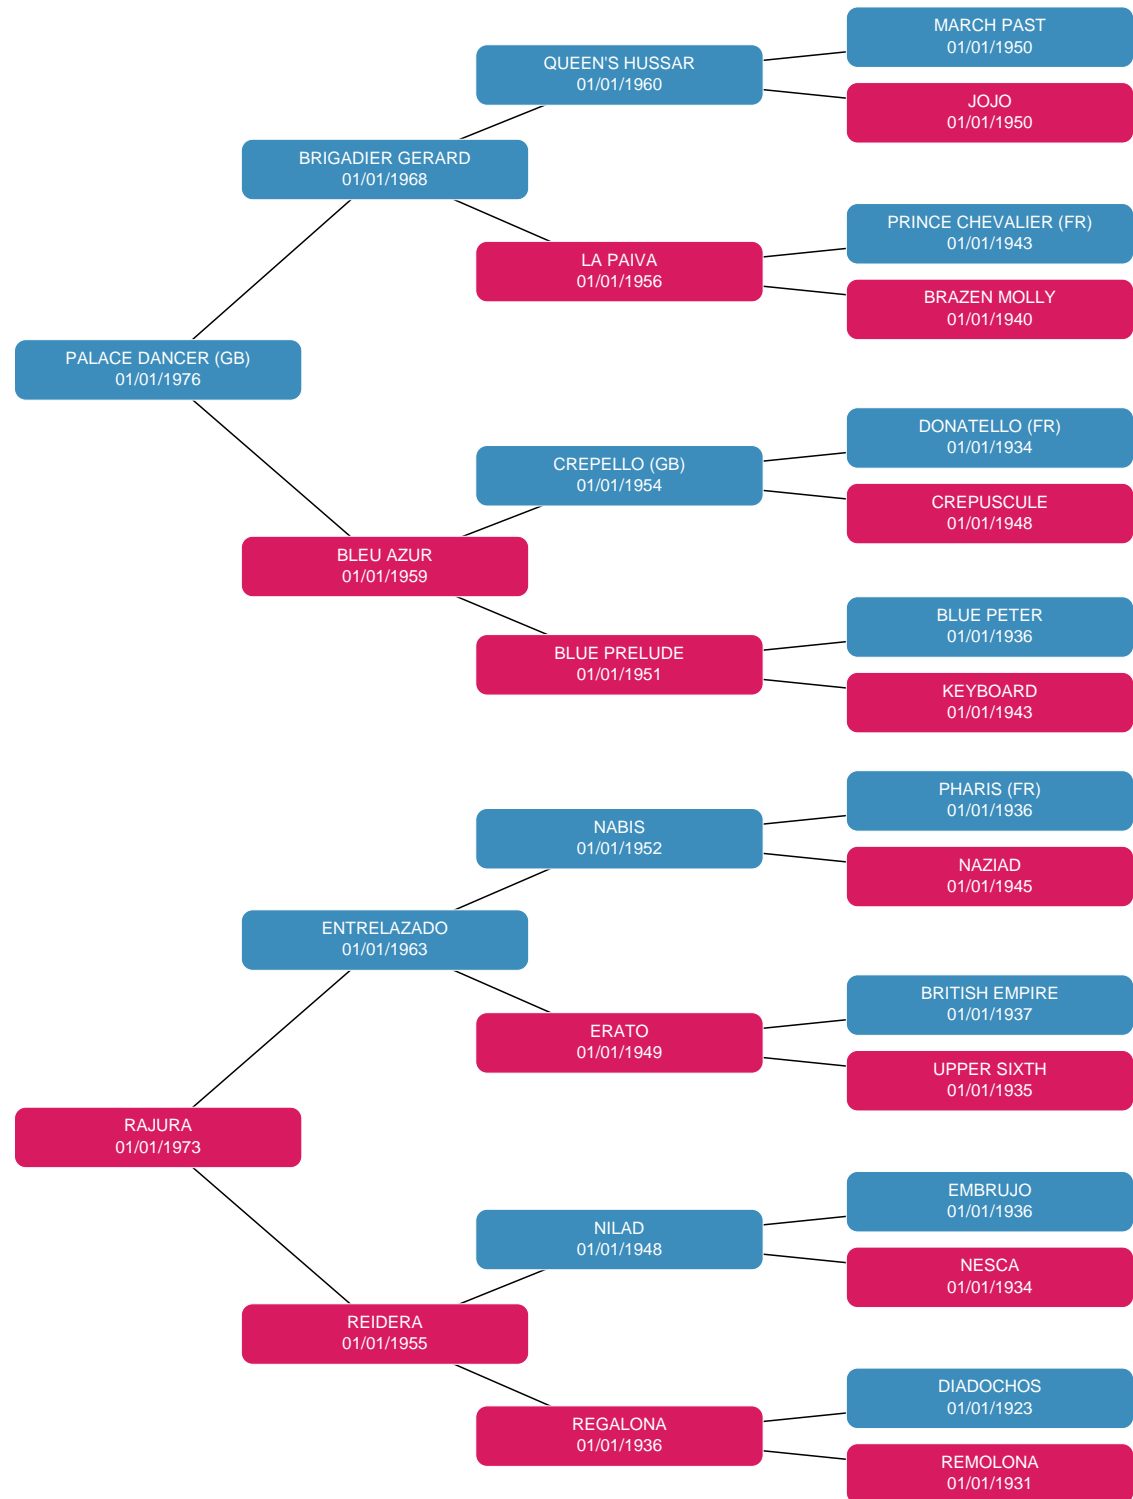 MARCH PAST
01/01/1950
QUEEN'S HUSSAR
01/01/1960
JOJO
01/01/1950
BRIGADIER GERARD
01/01/1968
PRINCE CHEVALIER (FR)
01/01/1943
LA PAIVA
01/01/1956
BRAZEN MOLLY
01/01/1940
PALACE DANCER (GB)
01/01/1976
DONATELLO (FR)
01/01/1934
CREPELLO (GB)
01/01/1954
CREPUSCULE
01/01/1948
BLEU AZUR
01/01/1959
BLUE PETER
01/01/1936
BLUE PRELUDE
01/01/1951
KEYBOARD
01/01/1943
PHARIS (FR)
01/01/1936
NABIS
01/01/1952
NAZIAD
01/01/1945
ENTRELAZADO
01/01/1963
BRITISH EMPIRE
01/01/1937
ERATO
01/01/1949
UPPER SIXTH
01/01/1935
RAJURA
01/01/1973
EMBRUJO
01/01/1936
NILAD
01/01/1948
NESCA
01/01/1934
REIDERA
01/01/1955
DIADOCHOS
01/01/1923
REGALONA
01/01/1936
REMOLONA
01/01/1931